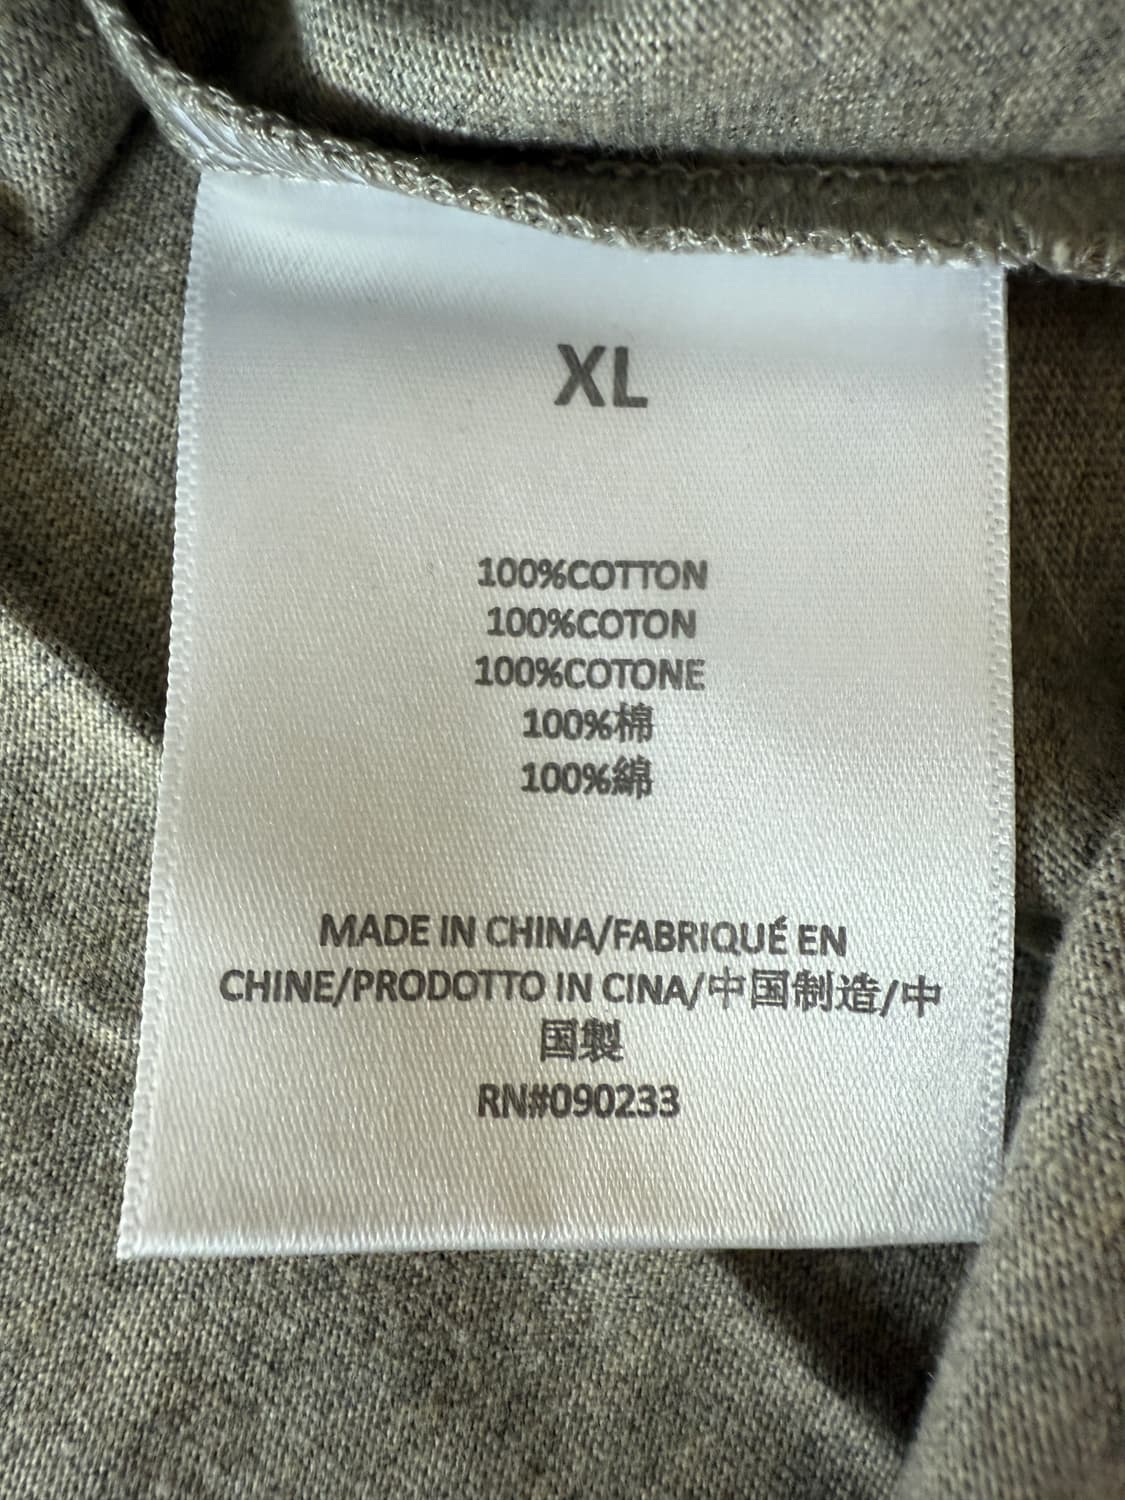 XL
100%COTTON
100%COTON
100%COTONE
100%棉
100%綿
MADE IN CHINA/FABRIQUÉ EN
CHINE/PRODOTTO IN CINA/中国制造/中
国製
RN#090233